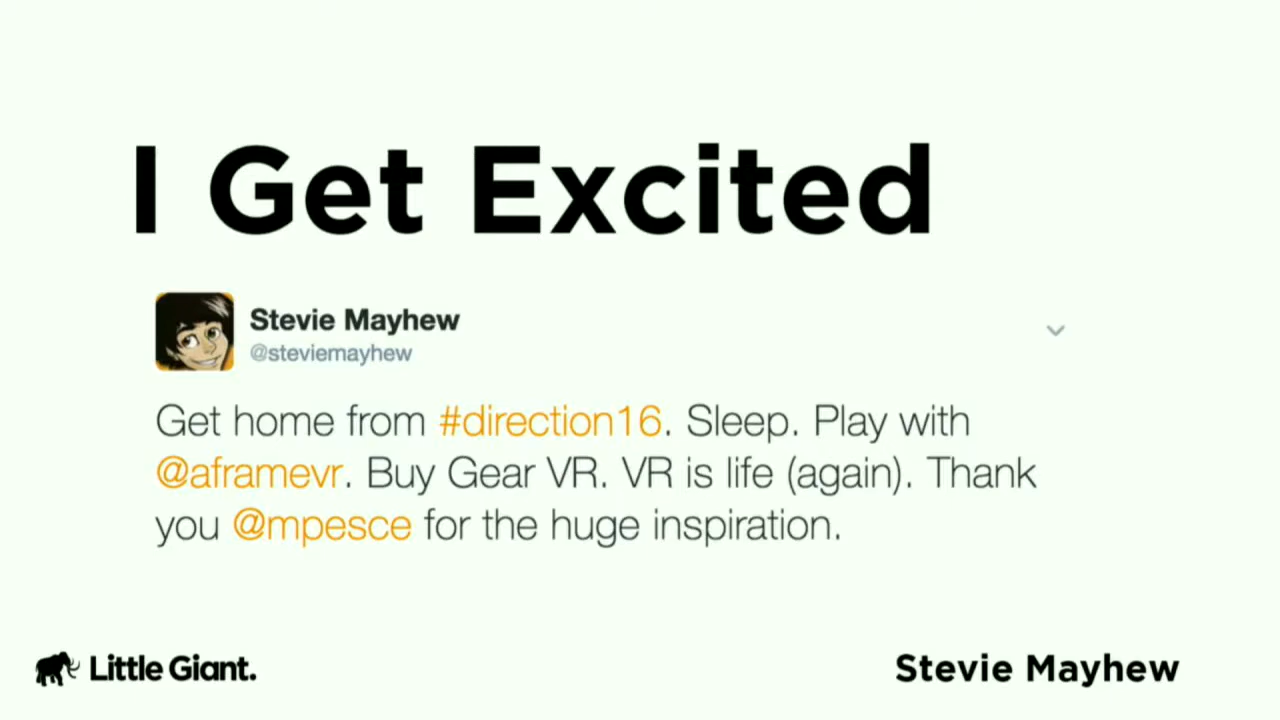 I Get Excited
Stevie Mayhew
@steviemayhew
Get home from #direction16. Sleep. Play with
@aframevr. Buy Gear VR. VR is life (again). Thank
you @mpesce for the huge inspiration.
Little Giant.
Stevie Mayhew